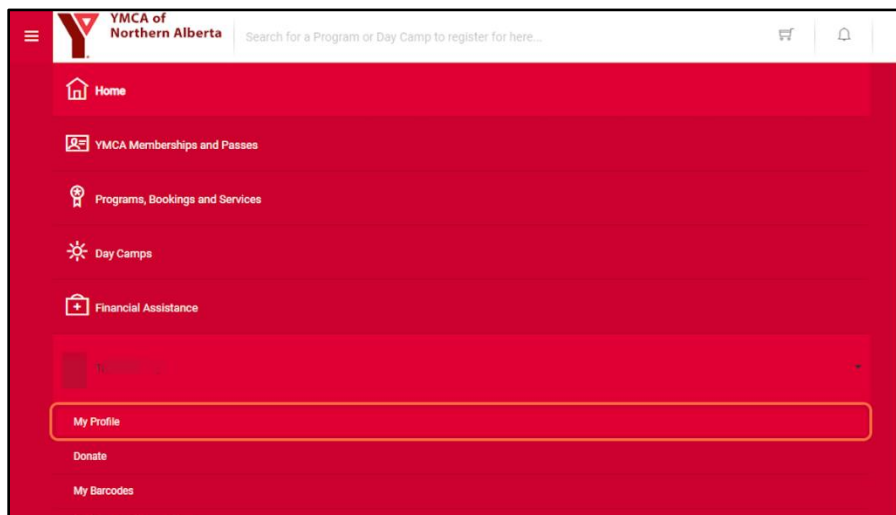 YMCA of
Northern Alberta
Search for a Program or Day Camp to register for here...
Home
YMCA Memberships and Passes
Programs, Bookings and Services
Day Camps
Financial Assistance
My Profile
Donate
My Barcodes